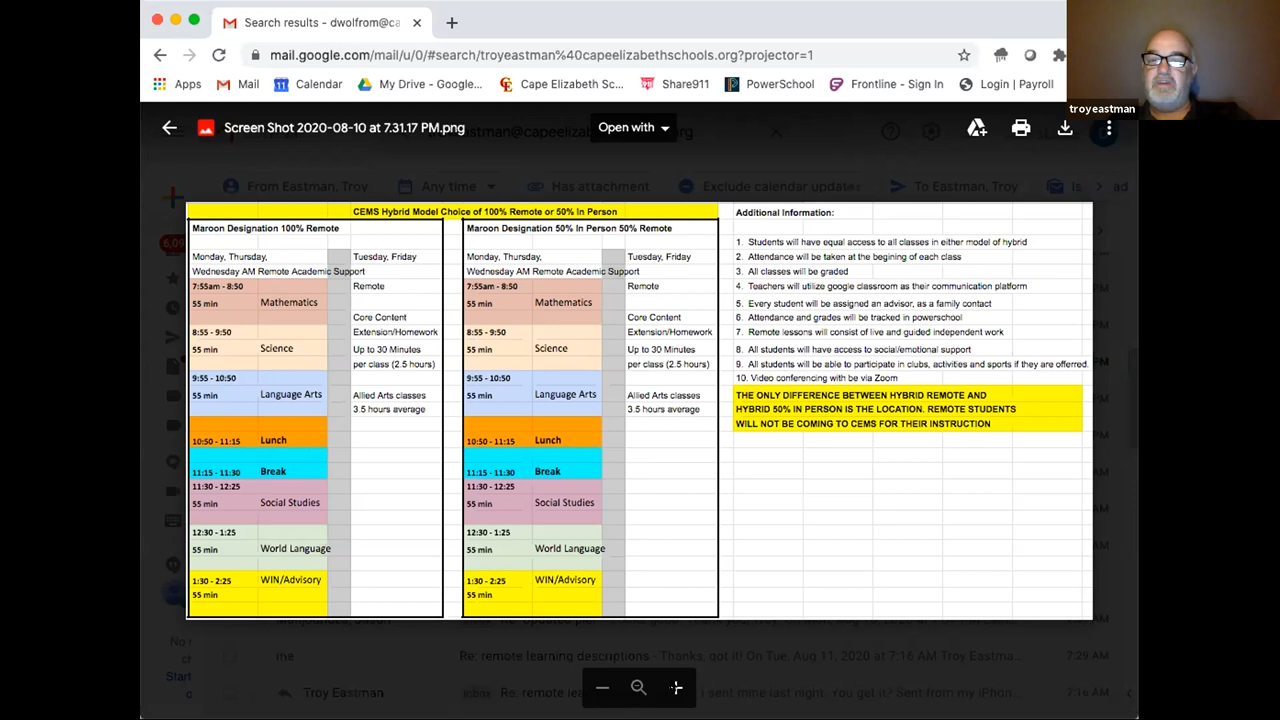 Search results - dwolfrom@ca
mail.google.com/mail/u/0/#search/troyeastman%40capeelizabethschools.org?projector=1
Apps
Mail
Calendar
My Drive - Google...
Cape Elizabeth Sc...
Share911
PowerSchool
Frontline - Sign In
Login | Payroll
troyeastman
Screen Shot 2020-08-10 at 7.31.17 PM.png
Open with
From Eastman, Troy
Any time
Has attachment
Exclude calendar updates
To Eastman, Troy
CEMS Hybrid Model Choice of 100% Remote or 50% In Person
Maroon Designation 100% Remote
Monday, Thursday,
Wednesday AM Remote Academic Support
Tuesday, Friday
7:55am - 8:50
55 min
Mathematics
8:55 - 9:50
55 min
Science
9:55 - 10:50
55 min
Language Arts
10:50 - 11:15
Lunch
11:15 - 11:30
Break
11:30 - 12:25
55 min
Social Studies
12:30 - 1:25
55 min
World Language
1:30 - 2:25
WIN/Advisory
55 min
Remote
Core Content
Extension/Homework
Up to 30 Minutes
per class (2.5 hours)
Allied Arts classes
3.5 hours average
Maroon Designation 50% In Person 50% Remote
Monday, Thursday,
Wednesday AM Remote Academic Support
Tuesday, Friday
7:55am - 8:50
55 min
Mathematics
8:55 - 9:50
55 min
Science
9:55 - 10:50
55 min
Language Arts
10:50 - 11:15
Lunch
11:15 - 11:30
Break
11:30 - 12:25
55 min
Social Studies
12:30 - 1:25
55 min
World Language
1:30 - 2:25
WIN/Advisory
55 min
Remote
Core Content
Extension/Homework
Up to 30 Minutes
per class (2.5 hours)
Allied Arts classes
3.5 hours average
Additional Information:
1. Students will have equal access to all classes in either model of hybrid
2. Attendance will be taken at the begining of each class
3. All classes will be graded
4. Teachers will utilize google classroom as their communication platform
5. Every student will be assigned an advisor, as a family contact
6. Attendance and grades will be tracked in powerschool
7. Remote lessons will consist of live and guided independent work
8. All students will have access to social/emotional support
9. All students will be able to participate in clubs, activities and sports if they are offerred.
10. Video conferencing with be via Zoom
THE ONLY DIFFERENCE BETWEEN HYBRID REMOTE AND
HYBRID 50% IN PERSON IS THE LOCATION. REMOTE STUDENTS
WILL NOT BE COMING TO CEMS FOR THEIR INSTRUCTION
me
Re: remote learning descriptions - Thanks, got it! On Tue, Aug 11, 2020 at 7:16 AM Troy Eastma...
7:29 AM
Troy Eastman
Inbox
I sent mine last night. You get it? Sent from my iPhon...
7:16 AM
Start